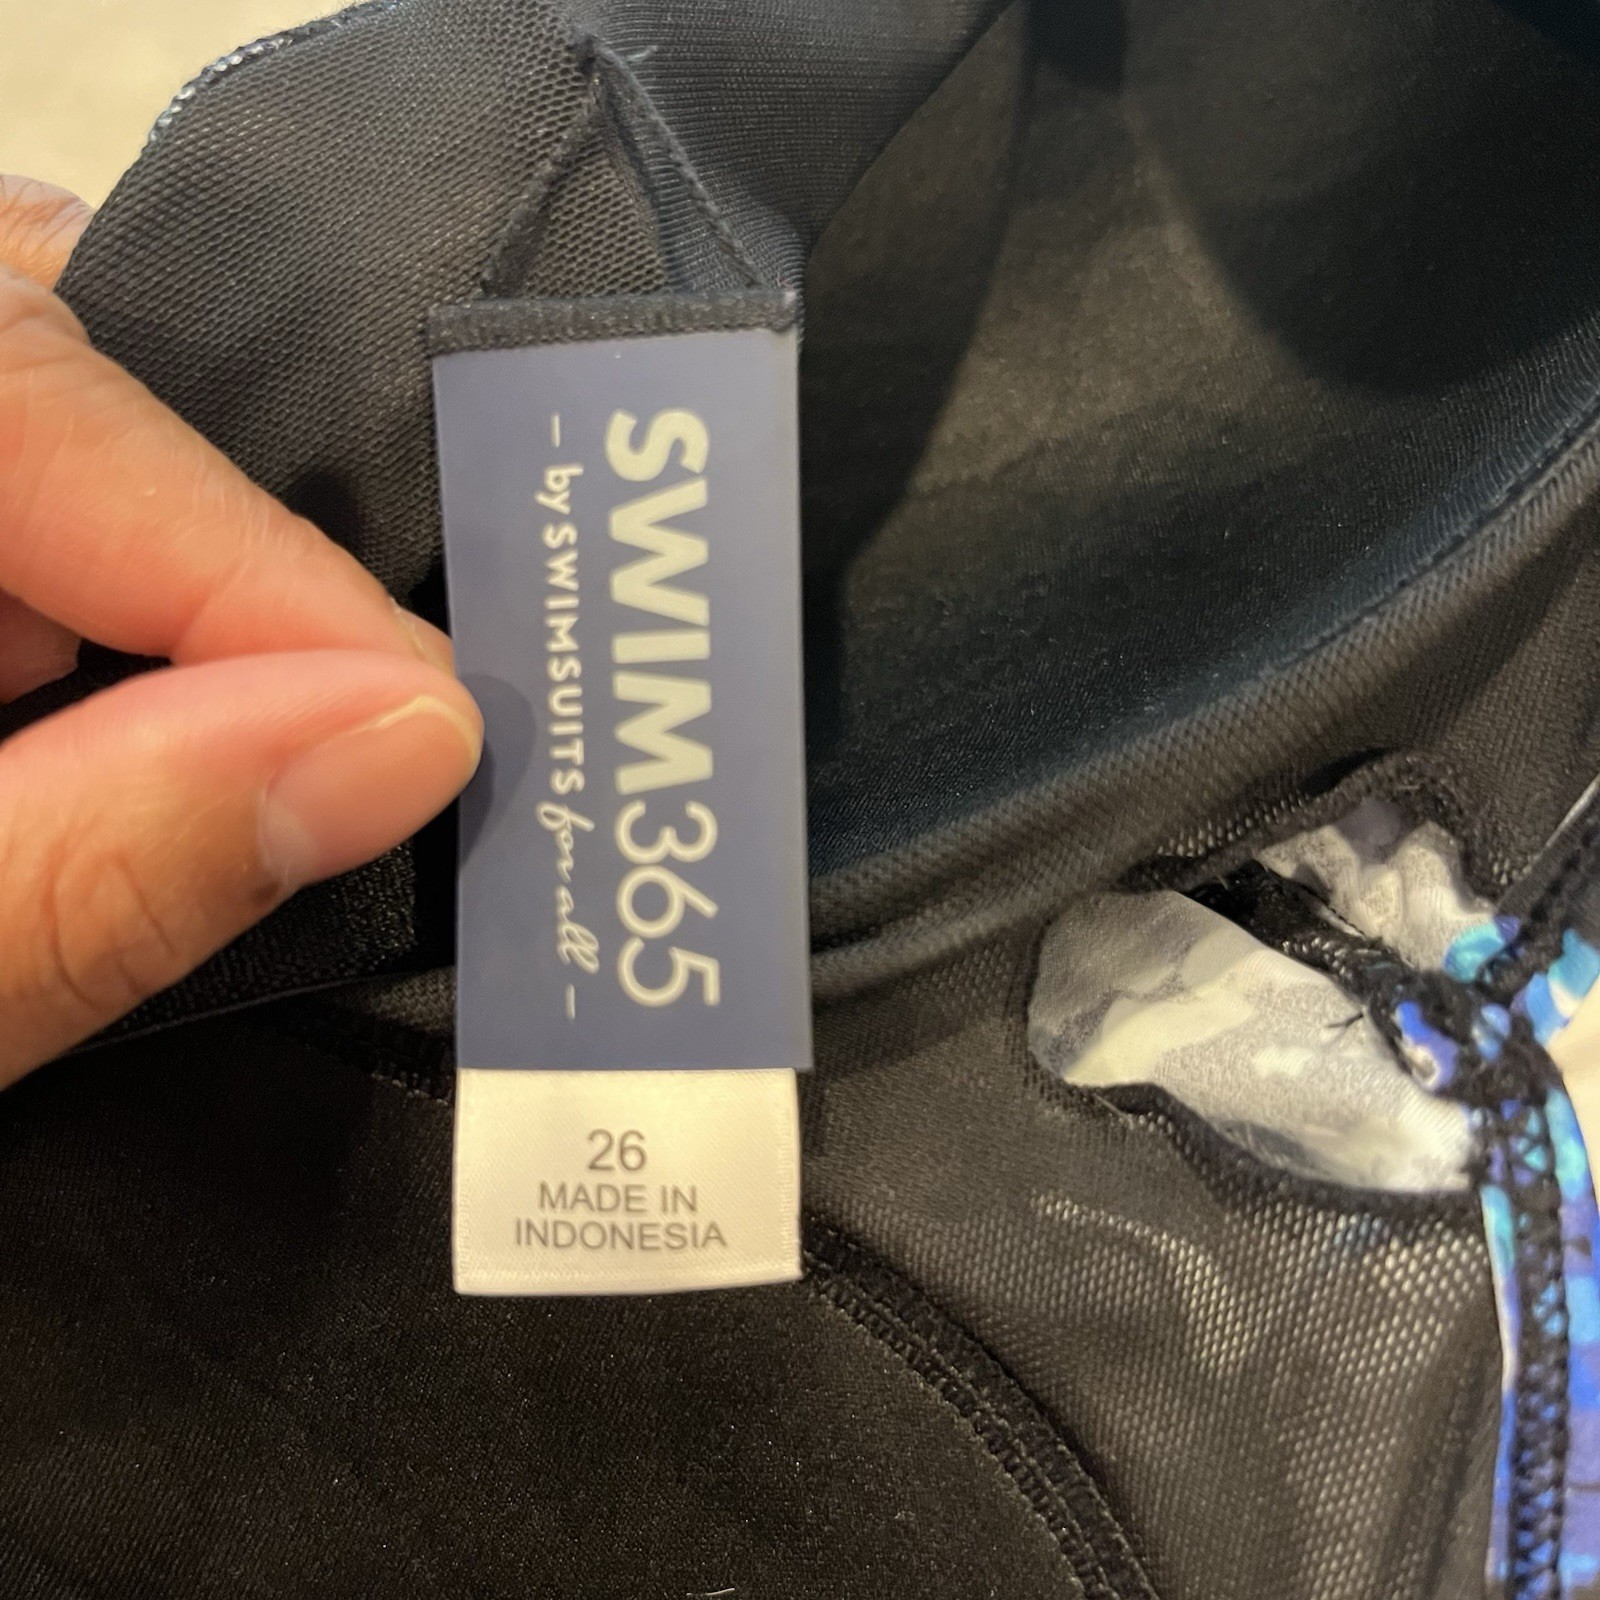 SWIM365
– by SWIMSUITS for all –
26
MADE IN
INDONESIA